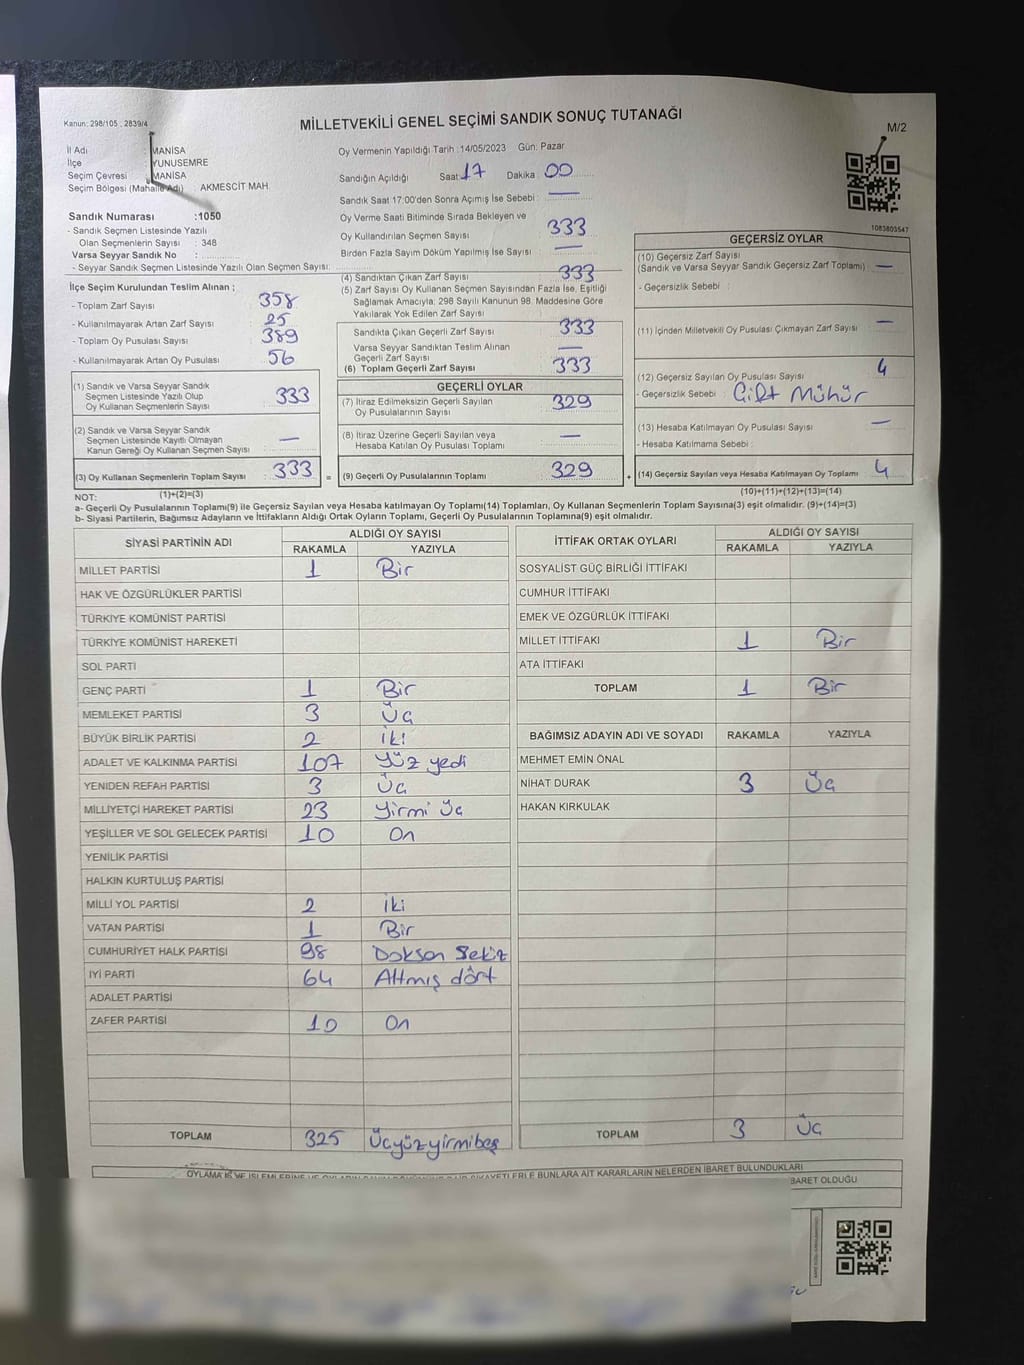 Kanun: 298/105 , 2839/4
MİLLETVEKİLİ GENEL SEÇİMİ SANDIK SONUÇ TUTANAĞI
M/2
İl Adı MANİSA
İlçe YUNUSEMRE
Seçim Çevresi MANİSA
Seçim Bölgesi (Mahalle Adı) : AKMESCİT MAH.
Sandık Numarası :1050
- Sandık Seçmen Listesinde Yazılı
Olan Seçmenlerin Sayısı : 348
Varsa Seyyar Sandık No :
- Seyyar Sandık Seçmen Listesinde Yazılı Olan Seçmen Sayısı:
Oy Vermenin Yapıldığı Tarih :14/05/2023 Gün: Pazar
Sandığın Açıldığı Saat 17 Dakika 00
Sandık Saat 17:00'den Sonra Açımış İse Sebebi : —
Oy Verme Saati Bitiminde Sırada Bekleyen ve
Oy Kullandırılan Seçmen Sayısı : 333
Birden Fazla Sayım Döküm Yapılmış İse Sayısı : —
1083803547
İlçe Seçim Kurulundan Teslim Alınan ;
- Toplam Zarf Sayısı 358
- Kullanılmayarak Artan Zarf Sayısı : 25
- Toplam Oy Pusulası Sayısı : 389
- Kullanılmayarak Artan Oy Pusulası : 56
(1) Sandık ve Varsa Seyyar Sandık
Seçmen Listesinde Yazılı Olup
Oy Kullanan Seçmenlerin Sayısı : 333
(2) Sandık ve Varsa Seyyar Sandık
Seçmen Listesinde Kayıtlı Olmayan
Kanun Gereği Oy Kullanan Seçmen Sayısı : —
(3) Oy Kullanan Seçmenlerin Toplam Sayısı : 333
(4) Sandıktan Çıkan Zarf Sayısı : 333
(5) Zarf Sayısı Oy Kullanan Seçmen Sayısından Fazla İse, Eşitliği
Sağlamak Amacıyla; 298 Sayılı Kanunun 98. Maddesine Göre
Yakılarak Yok Edilen Zarf Sayısı :
Sandıkta Çıkan Geçerli Zarf Sayısı : 333
Varsa Seyyar Sandıktan Teslim Alınan
Geçerli Zarf Sayısı : —
(6) Toplam Geçerli Zarf Sayısı : 333
GEÇERLİ OYLAR
(7) İtiraz Edilmeksizin Geçerli Sayılan
Oy Pusulalarının Sayısı : 329
(8) İtiraz Üzerine Geçerli Sayılan veya
Hesaba Katılan Oy Pusulası Toplamı : —
= (9) Geçerli Oy Pusulalarının Toplamı : 329 +
GEÇERSİZ OYLAR
(10) Geçersiz Zarf Sayısı
(Sandık ve Varsa Seyyar Sandık Geçersiz Zarf Toplamı) : —
- Geçersizlik Sebebi :
(11) İçinden Milletvekili Oy Pusulası Çıkmayan Zarf Sayısı : —
(12) Geçersiz Sayılan Oy Pusulası Sayısı : 4
- Geçersizlik Sebebi : Çift Mühür
(13) Hesaba Katılmayan Oy Pusulası Sayısı : —
- Hesaba Katılmama Sebebi :
(14) Geçersiz Sayılan veya Hesaba Katılmayan Oy Toplamı : 4
NOT: (1)+(2)=(3) (10)+(11)+(12)+(13)=(14)
a- Geçerli Oy Pusulalarının Toplamı(9) ile Geçersiz Sayılan veya Hesaba katılmayan Oy Toplamı(14) Toplamları, Oy Kullanan Seçmenlerin Toplam Sayısına(3) eşit olmalıdır. (9)+(14)=(3)
b- Siyasi Partilerin, Bağımsız Adayların ve İttifakların Aldığı Ortak Oyların Toplamı, Geçerli Oy Pusulalarının Toplamına(9) eşit olmalıdır.
SİYASİ PARTİNİN ADI ALDIĞI OY SAYISI
RAKAMLA YAZIYLA
MİLLET PARTİSİ 1 Bir
HAK VE ÖZGÜRLÜKLER PARTİSİ
TÜRKİYE KOMÜNİST PARTİSİ
TÜRKİYE KOMÜNİST HAREKETİ
SOL PARTİ
GENÇ PARTİ 1 Bir
MEMLEKET PARTİSİ 3 Üç
BÜYÜK BİRLİK PARTİSİ 2 İki
ADALET VE KALKINMA PARTİSİ 107 Yüz yedi
YENİDEN REFAH PARTİSİ 3 Üç
MİLLİYETÇİ HAREKET PARTİSİ 23 Yirmi Üç
YEŞİLLER VE SOL GELECEK PARTİSİ 10 On
YENİLİK PARTİSİ
HALKIN KURTULUŞ PARTİSİ
MİLLİ YOL PARTİSİ 2 İki
VATAN PARTİSİ 1 Bir
CUMHURİYET HALK PARTİSİ 98 Doksan Sekiz
İYİ PARTİ 64 Altmış dört
ADALET PARTİSİ
ZAFER PARTİSİ 10 On
TOPLAM 325 Üçyüzyirmibeş
İTTİFAK ORTAK OYLARI ALDIĞI OY SAYISI
RAKAMLA YAZIYLA
SOSYALİST GÜÇ BİRLİĞİ İTTİFAKI
CUMHUR İTTİFAKI
EMEK VE ÖZGÜRLÜK İTTİFAKI
MİLLET İTTİFAKI 1 Bir
ATA İTTİFAKI
TOPLAM 1 Bir
BAĞIMSIZ ADAYIN ADI VE SOYADI RAKAMLA YAZIYLA
MEHMET EMİN ÖNAL
NİHAT DURAK 3 Üç
HAKAN KIRKULAK
TOPLAM 3 Üç
ŞİKAYETLERLE BUNLARA AİT KARARLARIN NELERDEN İBARET BULUNDUKLARI
BARET OLDUĞU